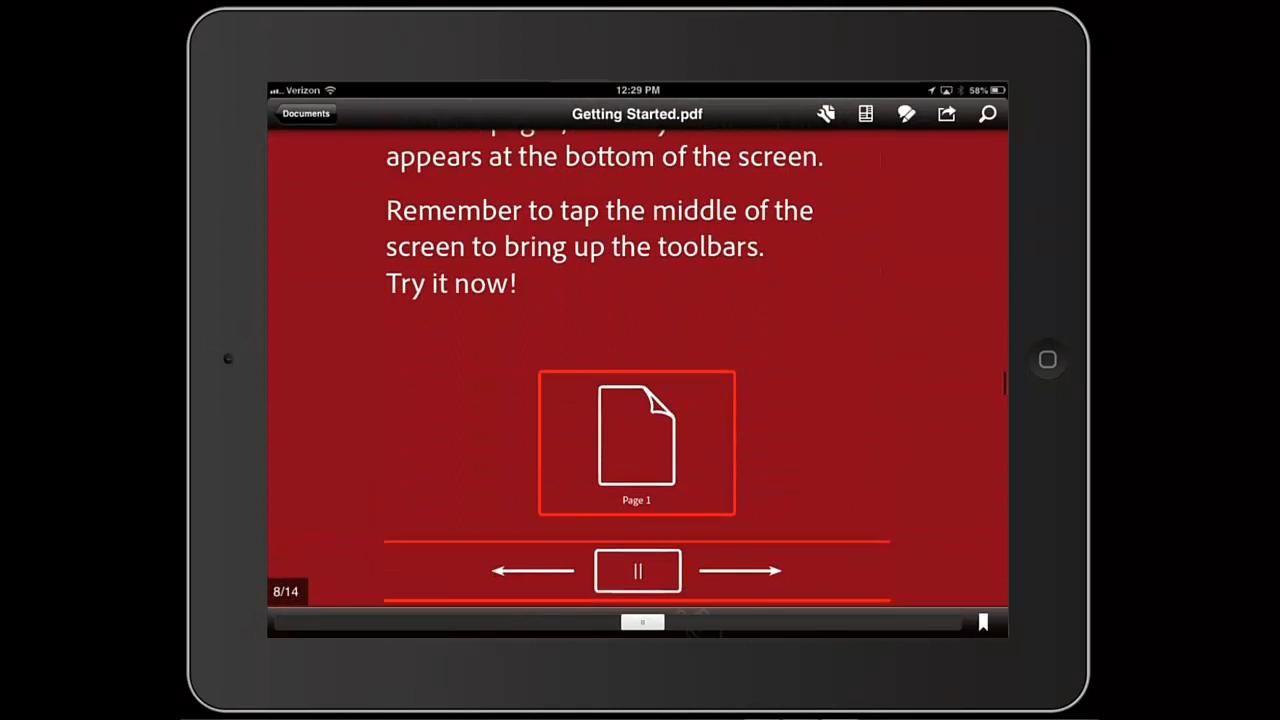 Verizon
12:29 PM
58%
Documents
Getting Started.pdf
appears at the bottom of the screen.
Remember to tap the middle of the
screen to bring up the toolbars.
Try it now!
Page 1
8/14